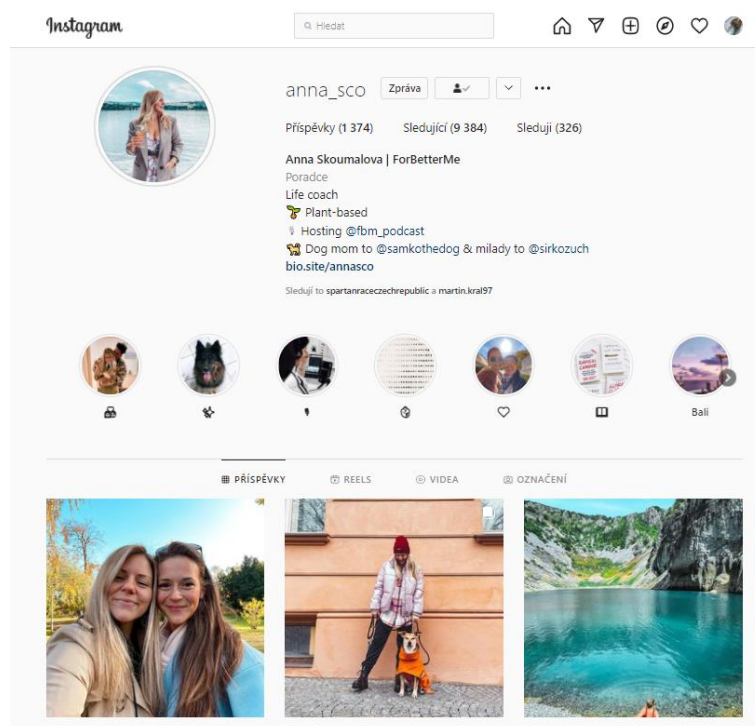 Instagram
Hledat
anna_sco Zpráva
Příspěvky (1 374) Sledující (9 384) Sleduji (326)
Anna Skoumalova | ForBetterMe
Poradce
Life coach
Plant-based
Hosting @fbm_podcast
Dog mom to @samkothedog & milady to @sirkozuch
bio.site/annasco
Sledují to spartanraceczechrepublic a martin.kral97
Bali
PŘÍSPĚVKY REELS VIDEA OZNAČENÍ